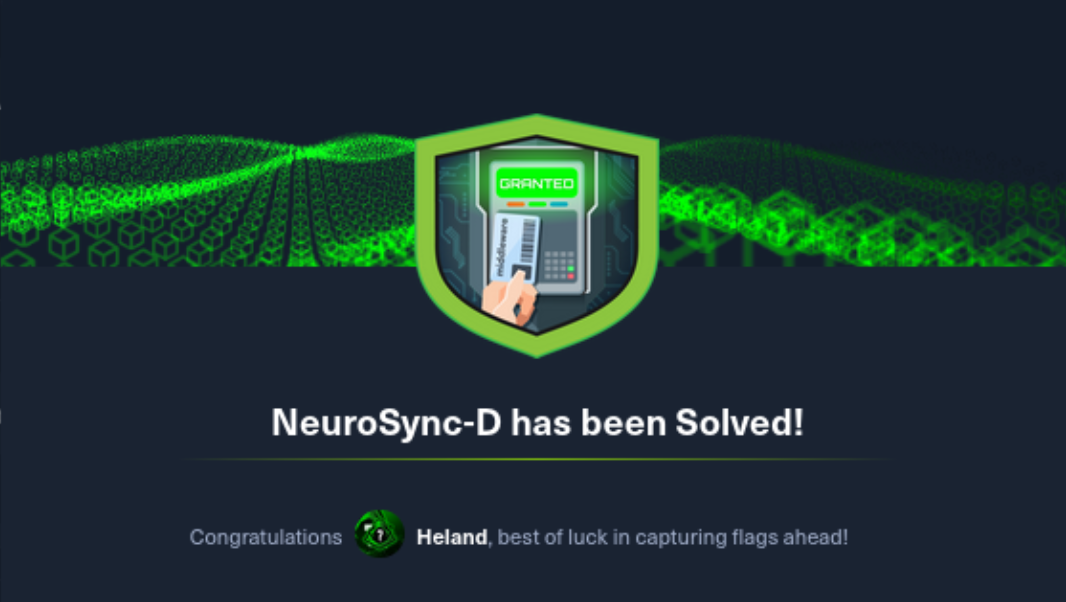 GRANTED
middleware
NeuroSync-D has been Solved!
Congratulations Heland, best of luck in capturing flags ahead!